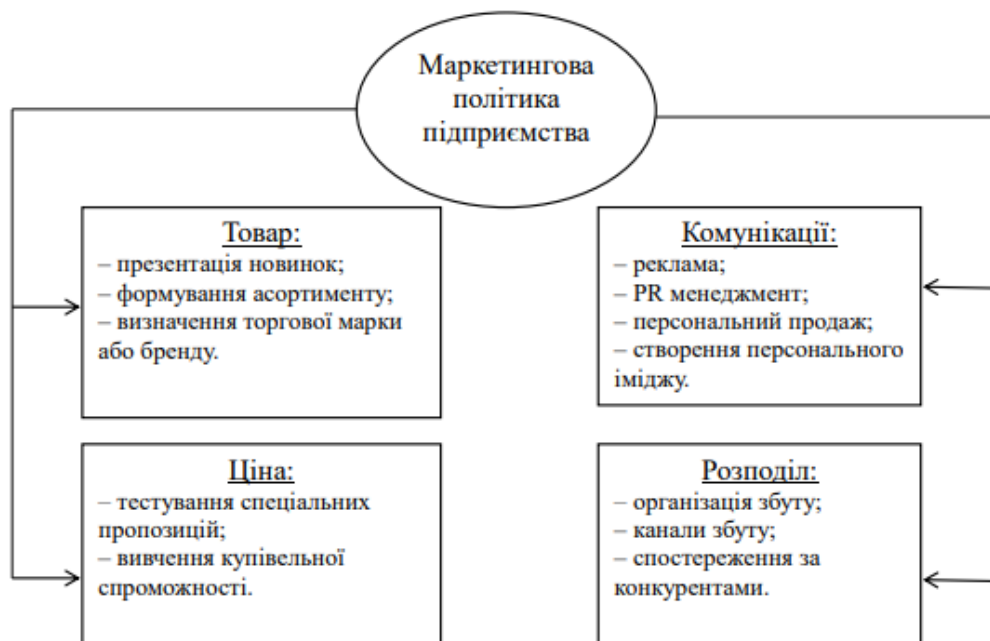 Маркетингова
політика
підприємства
Товар:
– презентація новинок;
– формування асортименту;
– визначення торгової марки
або бренду.
Комунікації:
– реклама;
– PR менеджмент;
– персональний продаж;
– створення персонального
іміджу.
Ціна:
– тестування спеціальних
пропозицій;
– вивчення купівельної
спроможності.
Розподіл:
– організація збуту;
– канали збуту;
– спостереження за
конкурентами.